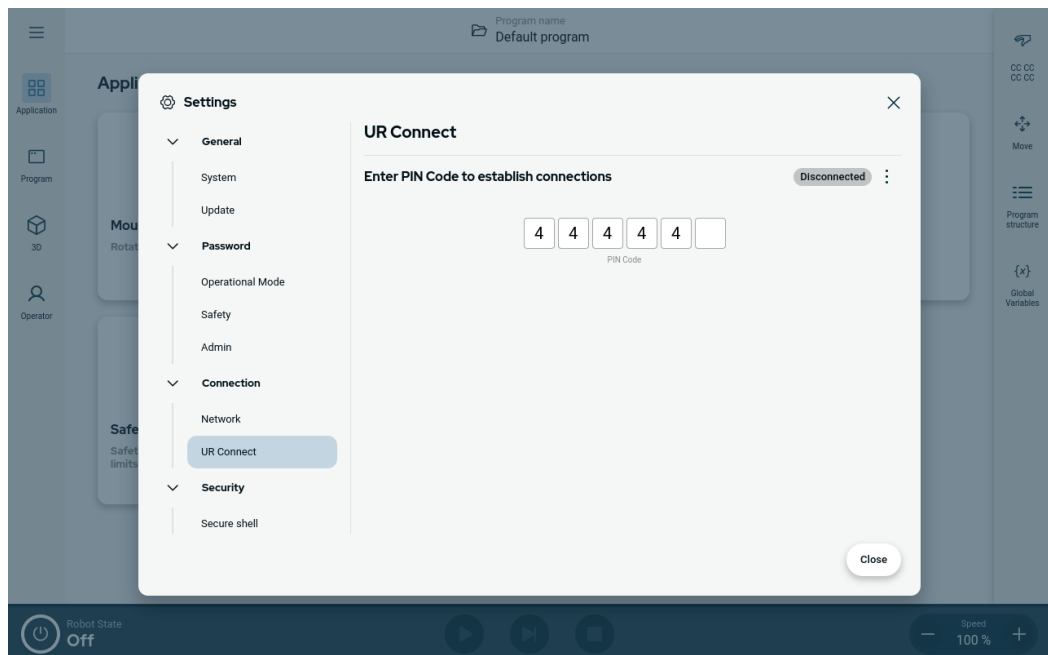 Program name
Default program
Application
Program
3D
Operator
Appli
Mou
Rotat
Safe
Safet
limits
Settings
General
System
Update
Password
Operational Mode
Safety
Admin
Connection
Network
UR Connect
Security
Secure shell
UR Connect
Enter PIN Code to establish connections
Disconnected
4 4 4 4 4
PIN Code
Close
CC CC
CC CC
Move
Program
structure
{x}
Global
Variables
Robot State
Off
Speed
100 %